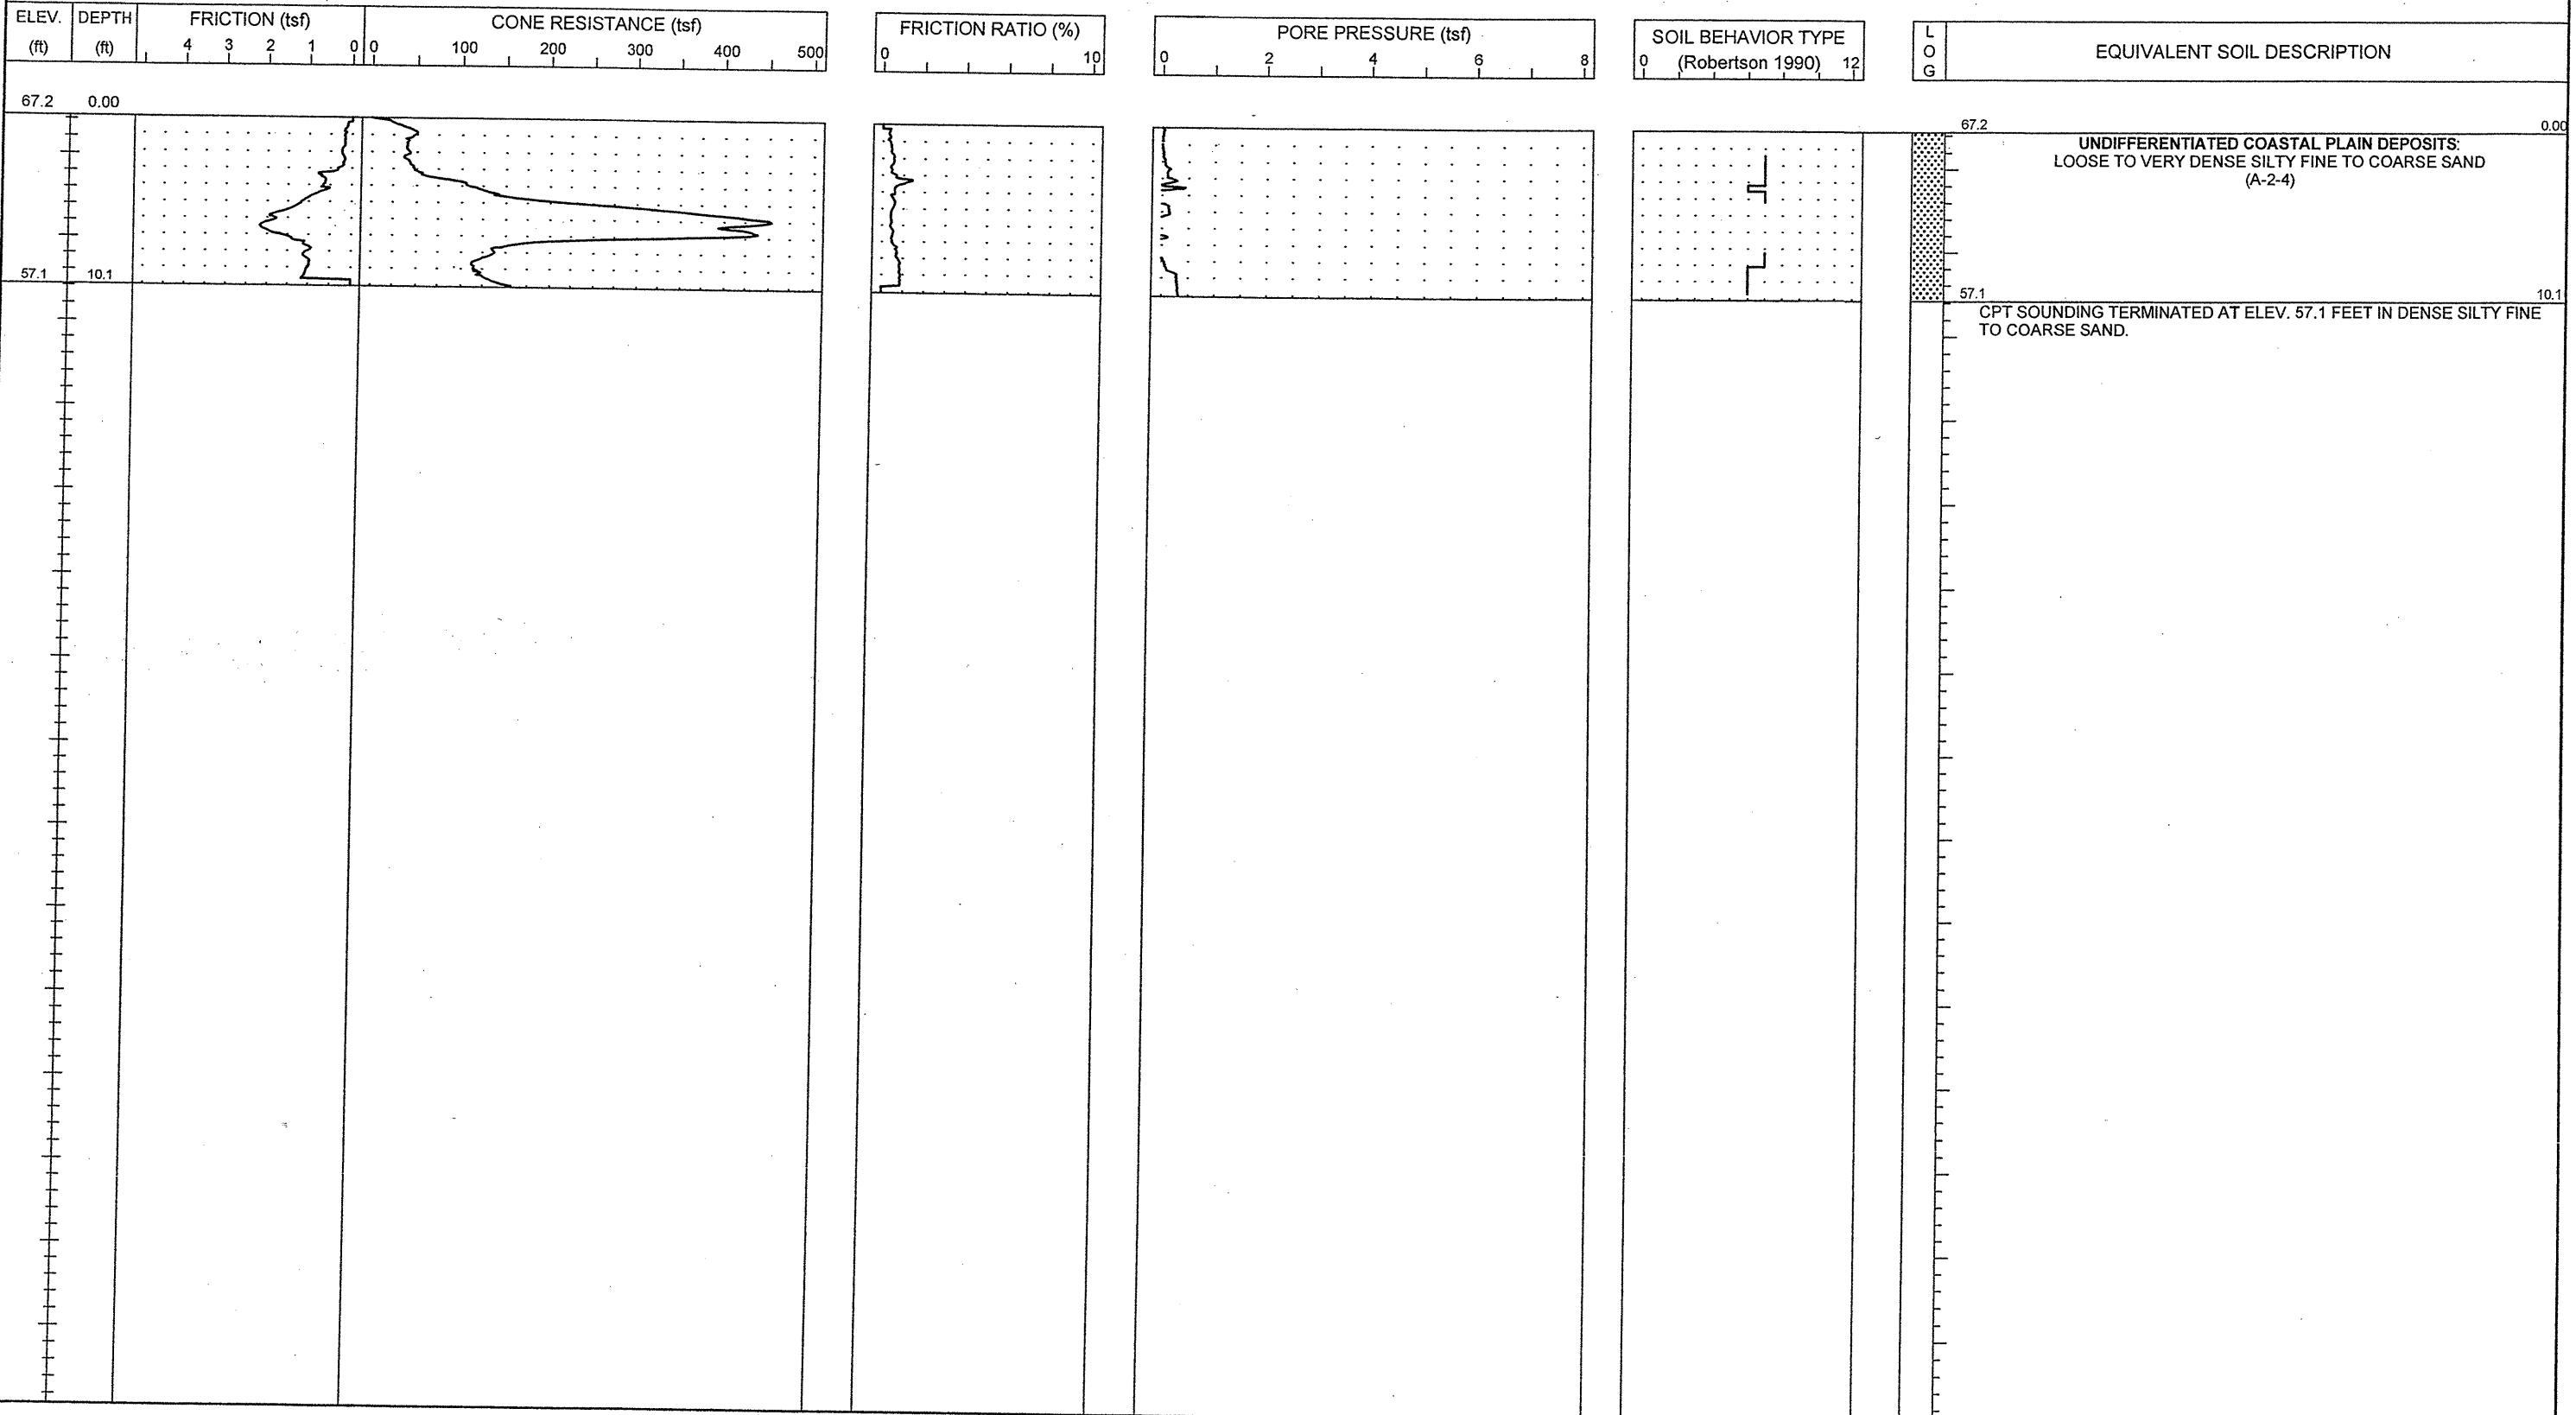 ELEV. DEPTH FRICTION (tsf) CONE RESISTANCE (tsf) FRICTION RATIO (%) PORE PRESSURE (tsf) SOIL BEHAVIOR TYPE L
(ft) (ft) 4 3 2 1 0 0 100 200 300 400 500 0 10 0 2 4 6 8 (Robertson 1990) 0 12 O EQUIVALENT SOIL DESCRIPTION
G
67.2 0.00
67.2 0.00
UNDIFFERENTIATED COASTAL PLAIN DEPOSITS:
LOOSE TO VERY DENSE SILTY FINE TO COARSE SAND
(A-2-4)
57.1 10.1
57.1 10.1
CPT SOUNDING TERMINATED AT ELEV. 57.1 FEET IN DENSE SILTY FINE
TO COARSE SAND.